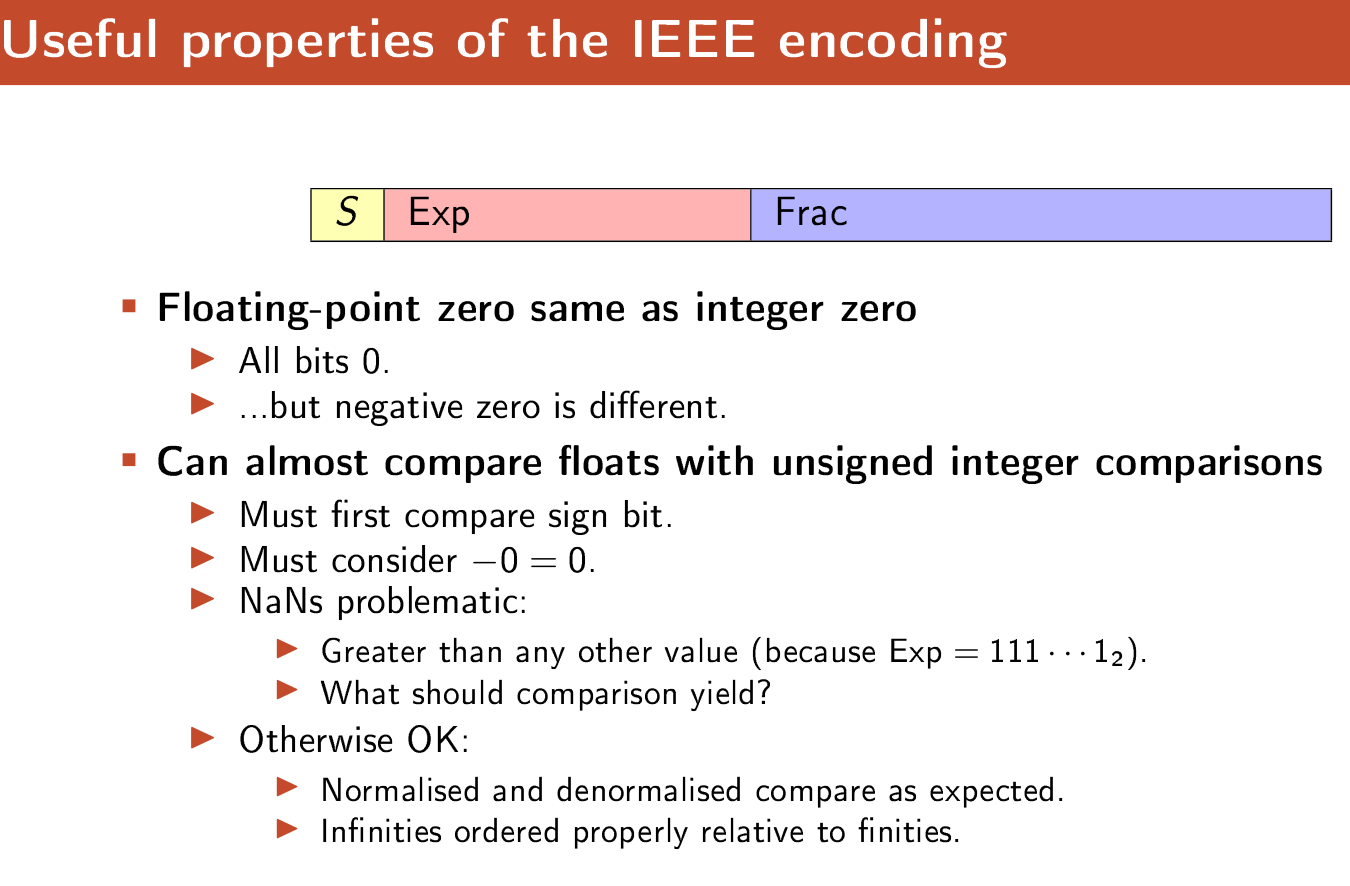 Useful properties of the IEEE encoding
S Exp Frac
Floating-point zero same as integer zero
All bits 0.
...but negative zero is different.
Can almost compare floats with unsigned integer comparisons
Must first compare sign bit.
Must consider −0 = 0.
NaNs problematic:
Greater than any other value (because Exp = 111 · · · 1₂).
What should comparison yield?
Otherwise OK:
Normalised and denormalised compare as expected.
Infinities ordered properly relative to finities.